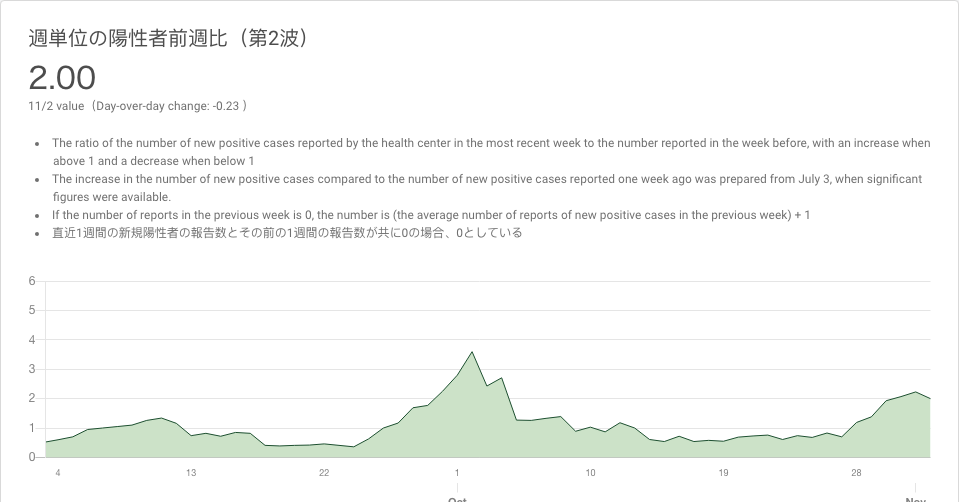 週単位の陽性者前週比（第2波）
2.00
11/2 value（Day-over-day change: -0.23 ）
• The ratio of the number of new positive cases reported by the health center in the most recent week to the number reported in the week before, with an increase when
above 1 and a decrease when below 1
• The increase in the number of new positive cases compared to the number of new positive cases reported one week ago was prepared from July 3, when significant
figures were available.
• If the number of reports in the previous week is 0, the number is (the average number of reports of new positive cases in the previous week) + 1
• 直近1週間の新規陽性者の報告数とその前の1週間の報告数が共に0の場合、0としている
6
5
4
3
2
1
0
4 13 22 1 10 19 28
Oct Nov